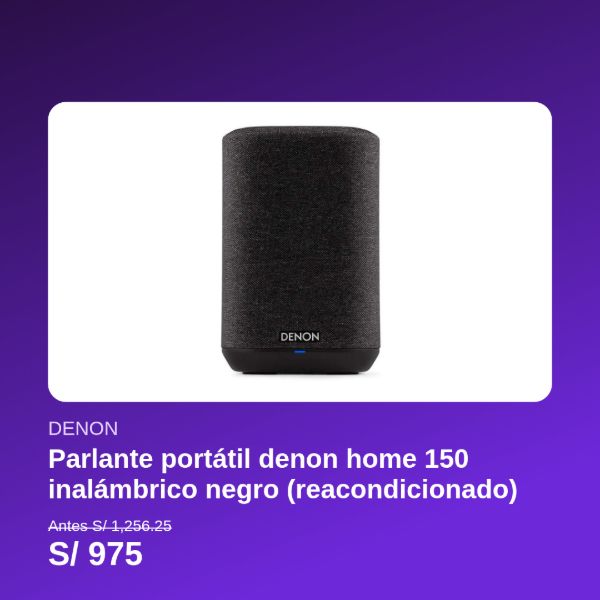 DENON
DENON
Parlante portátil denon home 150
inalámbrico negro (reacondicionado)
Antes S/ 1,256.25
S/ 975